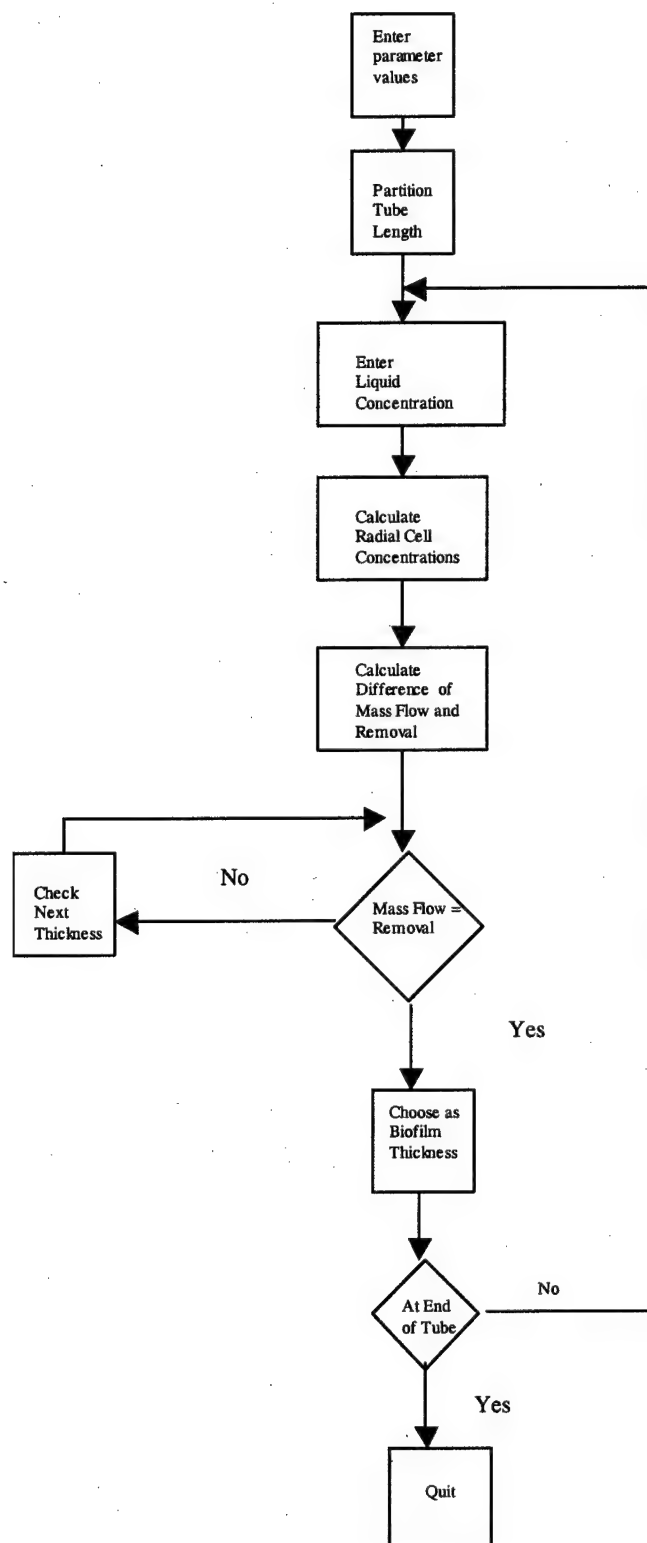 Enter
parameter
values
Partition
Tube
Length
Enter
Liquid
Concentration
Calculate
Radial Cell
Concentrations
Calculate
Difference of
Mass Flow and
Removal
Check
Next
Thickness
No
Mass Flow =
Removal
Yes
Choose as
Biofilm
Thickness
At End
of Tube
No
Yes
Quit